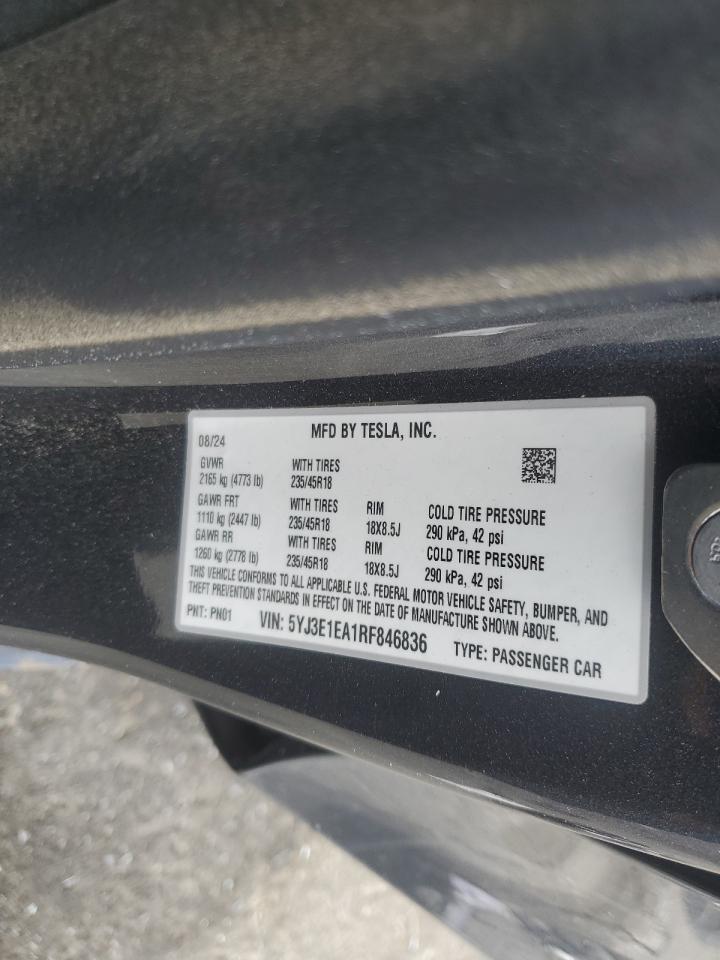 MFD BY TESLA, INC.
08/24
GVWR WITH TIRES
2165 kg (4773 lb) 235/45R18
GAWR FRT WITH TIRES RIM COLD TIRE PRESSURE
1110 kg (2447 lb) 235/45R18 18X8.5J 290 kPa, 42 psi
GAWR RR WITH TIRES RIM COLD TIRE PRESSURE
1260 kg (2778 lb) 235/45R18 18X8.5J 290 kPa, 42 psi
THIS VEHICLE CONFORMS TO ALL APPLICABLE U.S. FEDERAL MOTOR VEHICLE SAFETY, BUMPER, AND
THEFT PREVENTION STANDARDS IN EFFECT ON THE DATE OF MANUFACTURE SHOWN ABOVE.
PNT: PN01 VIN: 5YJ3E1EA1RF846836 TYPE: PASSENGER CAR